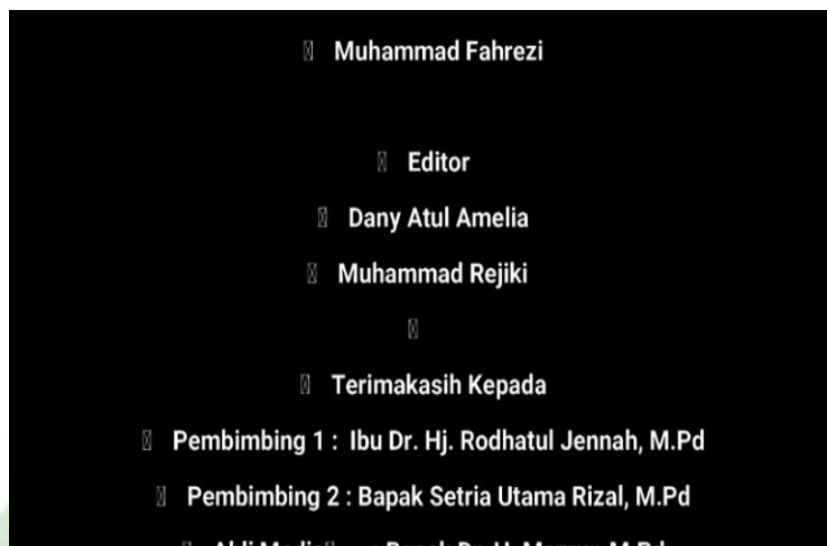 Muhammad Fahrezi
Editor
Dany Atul Amelia
Muhammad Rejiki
Terimakasih Kepada
Pembimbing 1 : Ibu Dr. Hj. Rodhatul Jennah, M.Pd
Pembimbing 2 : Bapak Setria Utama Rizal, M.Pd